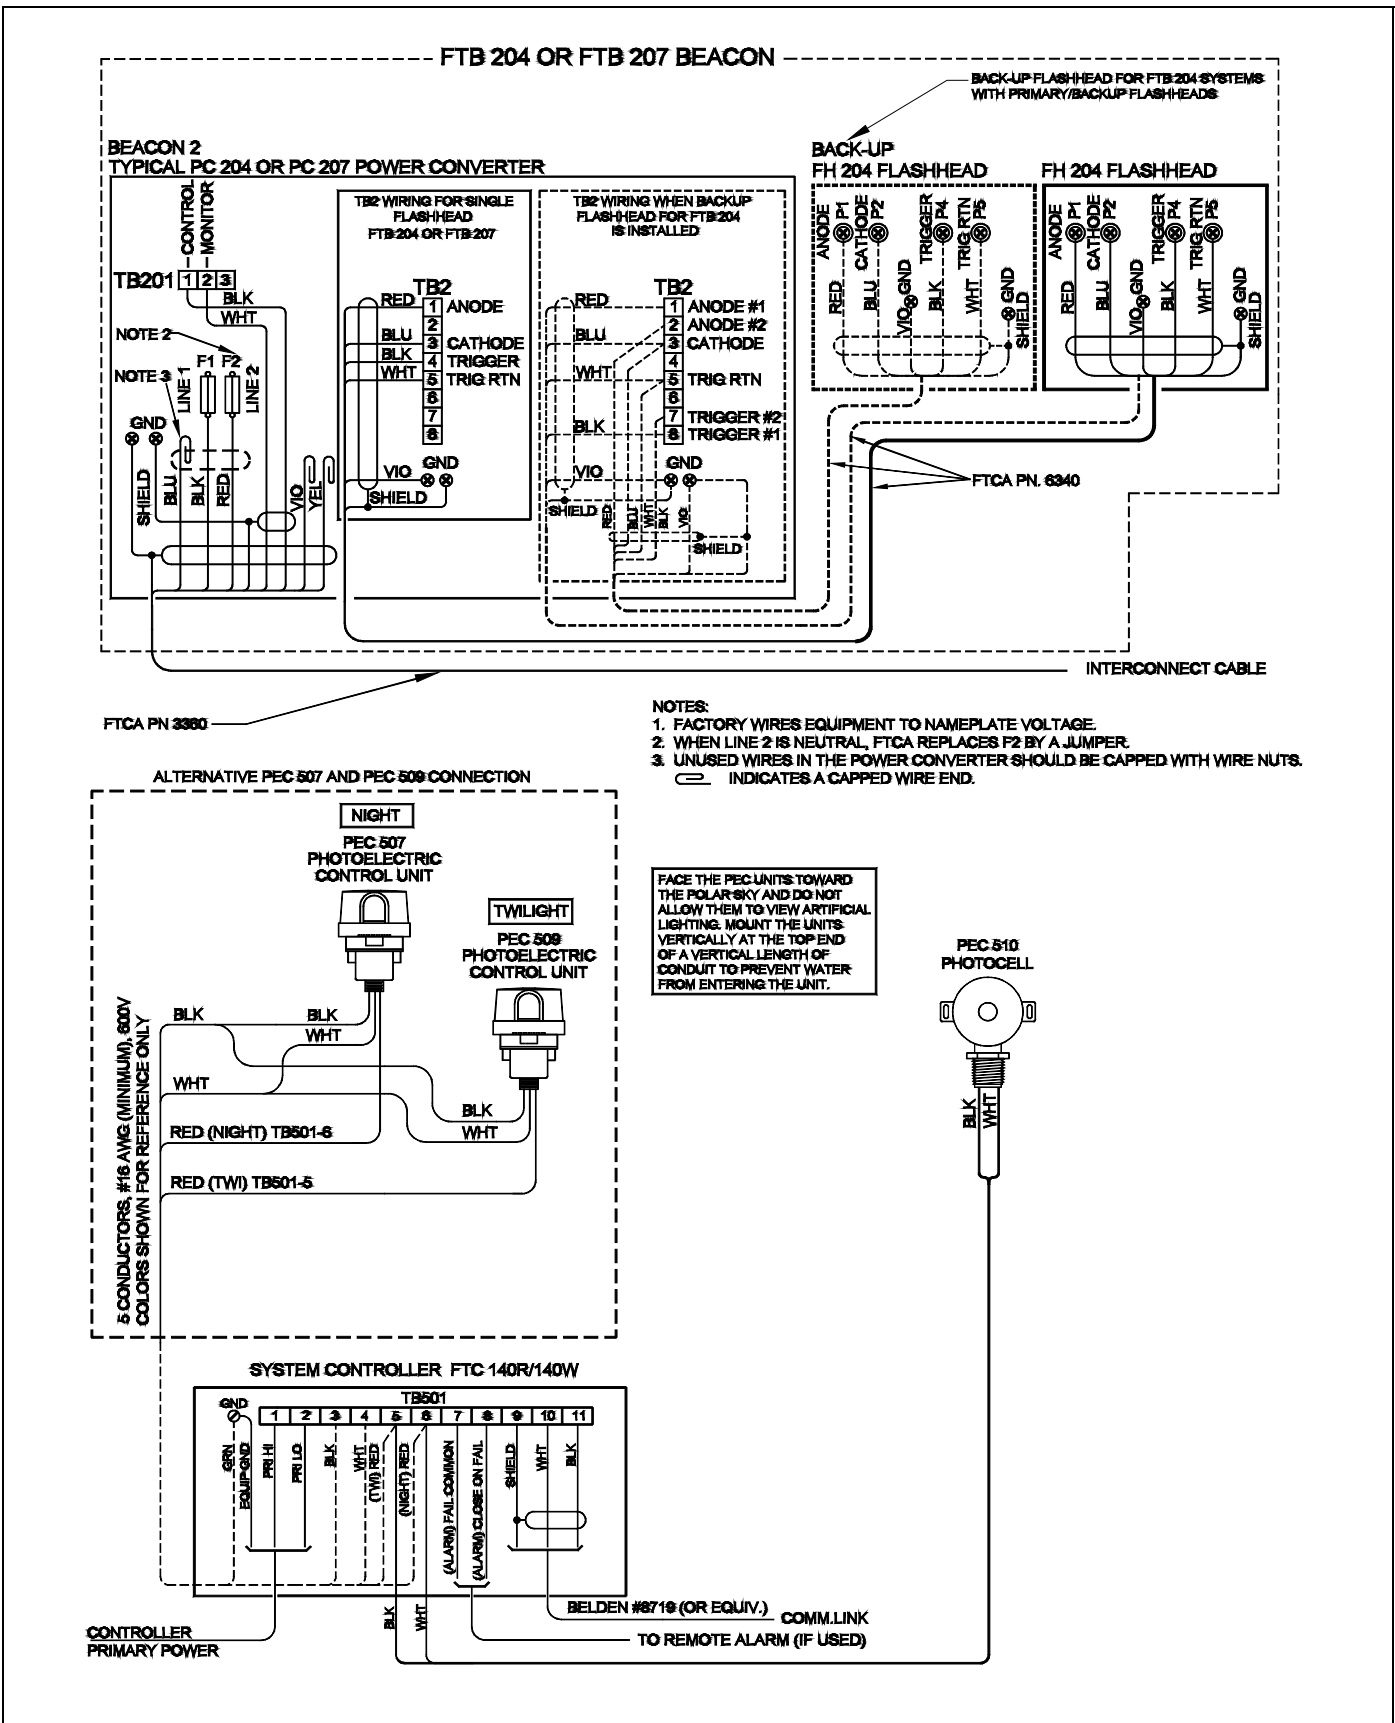 FTB 204 OR FTB 207 BEACON
BACK-UP FLASHHEAD FOR FTB 204 SYSTEMS
WITH PRIMARY/BACKUP FLASHHEADS
BEACON 2
TYPICAL PC 204 OR PC 207 POWER CONVERTER
BACK-UP
FH 204 FLASHHEAD
FH 204 FLASHHEAD
CONTROL
MONITOR
TB201
1 2 3
BLK
WHT
NOTE 2
F1 F2
LINE 1
LINE 2
NOTE 3
GND
SHIELD
BLU
BLK
RED
VIO
YEL
TB2 WIRING FOR SINGLE
FLASHHEAD
FTB 204 OR FTB 207
TB2
RED 1 ANODE
2
BLU 3 CATHODE
BLK 4 TRIGGER
WHT 5 TRIG RTN
6
7
8
GND
VIO
SHIELD
TB2 WIRING WHEN BACKUP
FLASHHEAD FOR FTB 204
IS INSTALLED
TB2
RED 1 ANODE #1
2 ANODE #2
BLU 3 CATHODE
4
WHT 5 TRIG RTN
6
7 TRIGGER #2
BLK 8 TRIGGER #1
GND
VIO
SHIELD
RED
BLU
WHT
BLK
VIO
SHIELD
ANODE P1
CATHODE P2
TRIGGER P4
TRIG RTN P5
RED
BLU
VIO
GND
BLK
WHT
GND
SHIELD
ANODE P1
CATHODE P2
TRIGGER P4
TRIG RTN P5
RED
BLU
VIO
GND
BLK
WHT
GND
SHIELD
FTCA PN. 6340
INTERCONNECT CABLE
FTCA PN 3360
NOTES:
1. FACTORY WIRES EQUIPMENT TO NAMEPLATE VOLTAGE.
2. WHEN LINE 2 IS NEUTRAL, FTCA REPLACES F2 BY A JUMPER.
3. UNUSED WIRES IN THE POWER CONVERTER SHOULD BE CAPPED WITH WIRE NUTS.
INDICATES A CAPPED WIRE END.
ALTERNATIVE PEC 507 AND PEC 509 CONNECTION
NIGHT
PEC 507
PHOTOELECTRIC
CONTROL UNIT
TWILIGHT
PEC 509
PHOTOELECTRIC
CONTROL UNIT
BLK
BLK
WHT
WHT
BLK
WHT
RED (NIGHT) TB501-6
RED (TWI) TB501-5
5 CONDUCTORS, #16 AWG (MINIMUM), 600V
COLORS SHOWN FOR REFERENCE ONLY
FACE THE PEC UNITS TOWARD
THE POLAR SKY AND DO NOT
ALLOW THEM TO VIEW ARTIFICIAL
LIGHTING. MOUNT THE UNITS
VERTICALLY AT THE TOP END
OF A VERTICAL LENGTH OF
CONDUIT TO PREVENT WATER
FROM ENTERING THE UNIT.
PEC 510
PHOTOCELL
BLK
WHT
SYSTEM CONTROLLER FTC 140R/140W
TB501
GND
1 2 3 4 5 6 7 8 9 10 11
GRN
EQUIP GND
PRI HI
PRI LO
BLK
WHT
(TWI) RED
(NIGHT) RED
(ALARM) FAIL COMMON
(ALARM) CLOSE ON FAIL
SHIELD
WHT
BLK
BLK
WHT
BELDEN #8719 (OR EQUIV.)
COMM.LINK
TO REMOTE ALARM (IF USED)
CONTROLLER
PRIMARY POWER